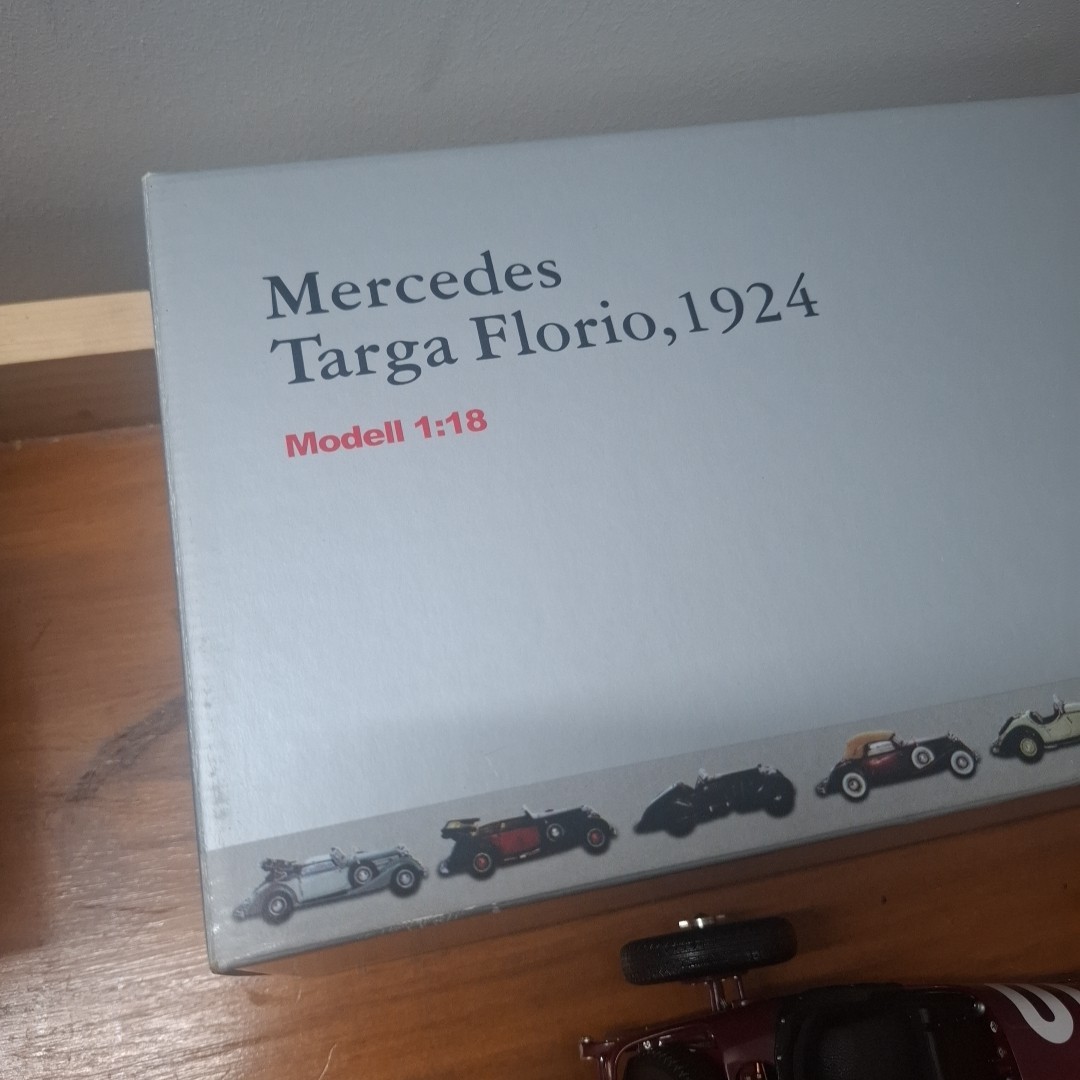 Mercedes
Targa Florio,1924
Modell 1:18